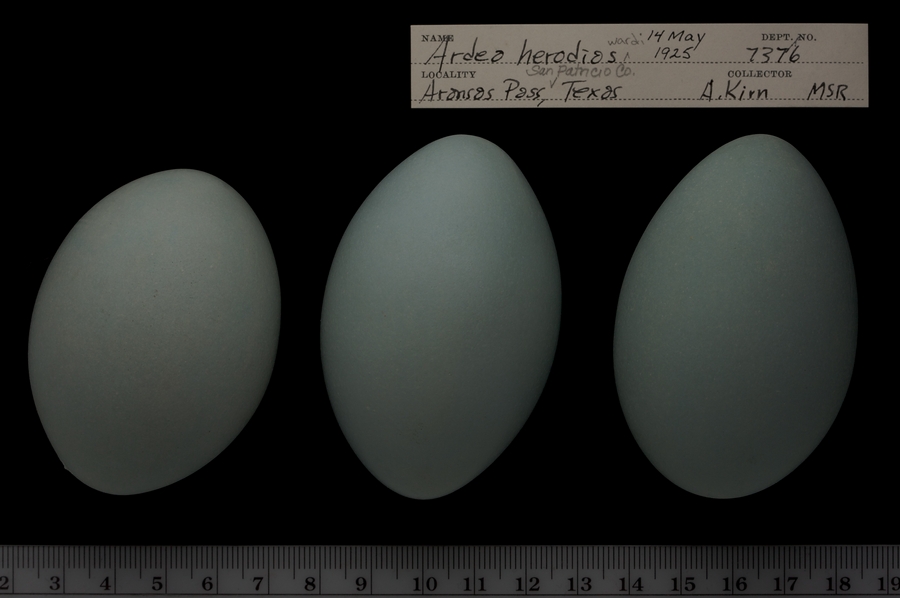 NAME Ardea herodias wardi 14 May 1925 DEPT. NO. 7376
LOCALITY San Patricio Co. COLLECTOR
Aransas Pass, Texas A. Kirn MSR
2 3 4 5 6 7 8 9 10 11 12 13 14 15 16 17 18 19